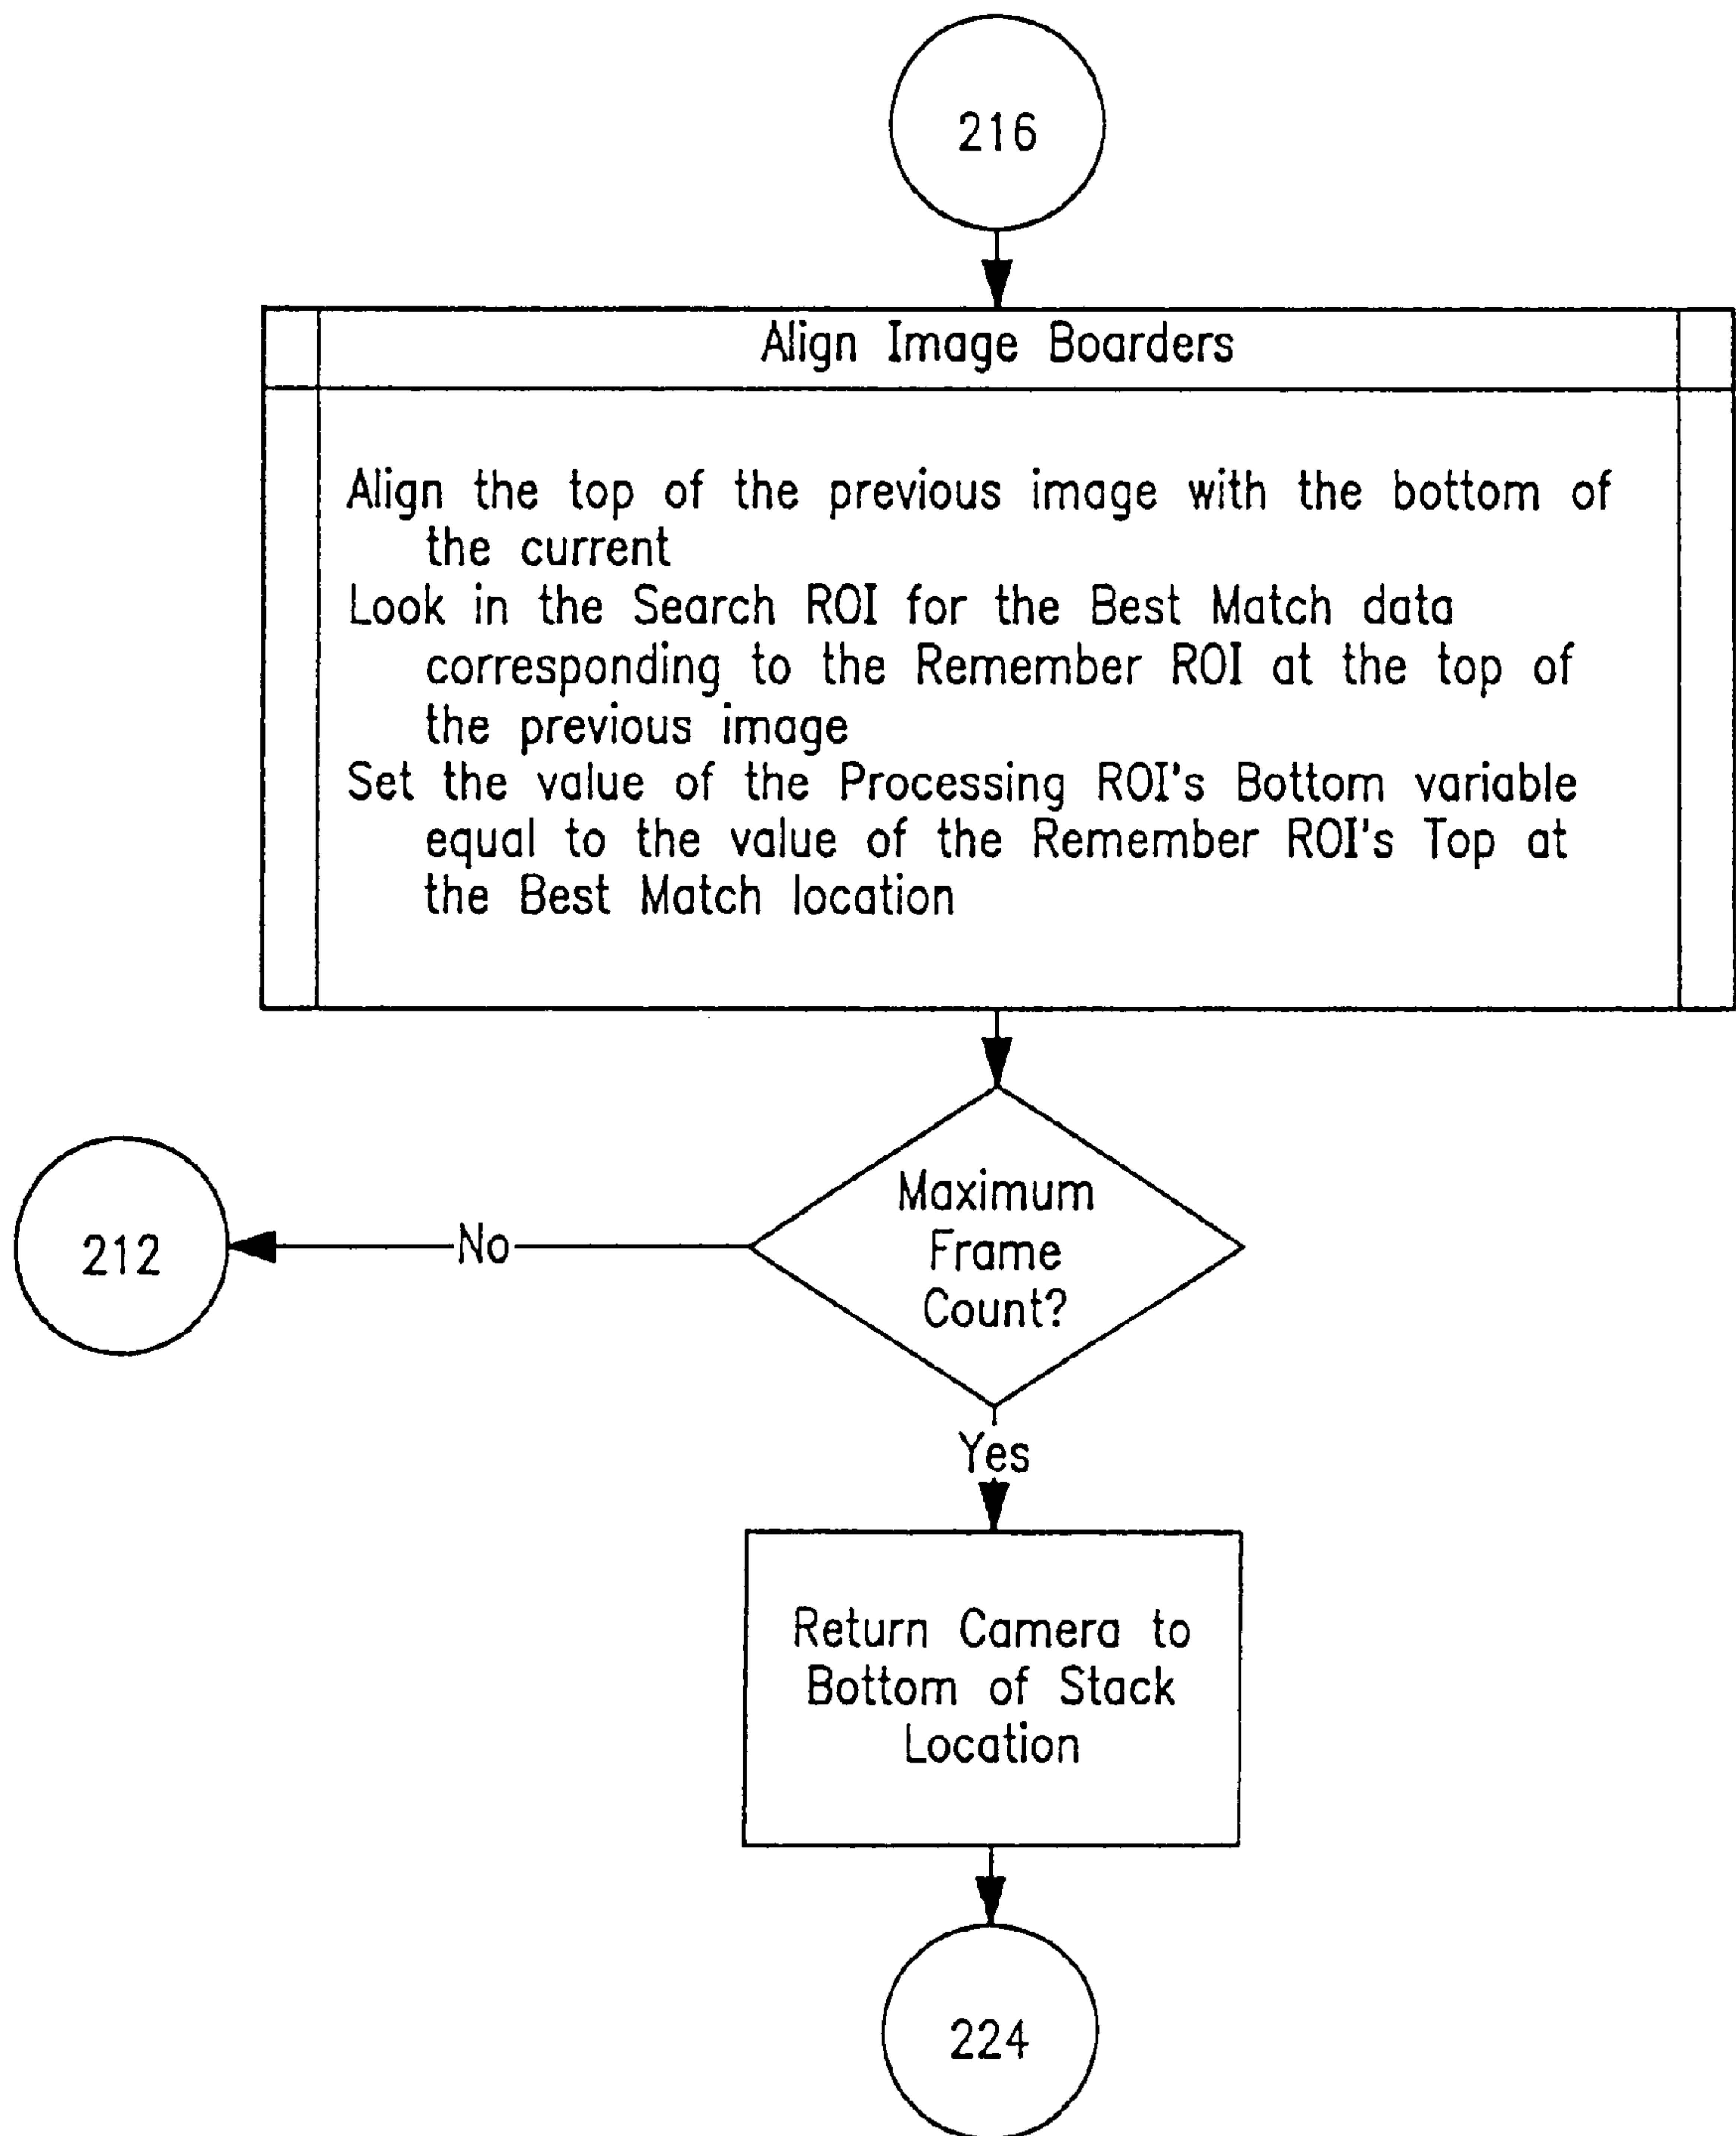 216
Align Image Boarders
Align the top of the previous image with the bottom of
the current
Look in the Search ROI for the Best Match data
corresponding to the Remember ROI at the top of
the previous image
Set the value of the Processing ROI's Bottom variable
equal to the value of the Remember ROI's Top at
the Best Match location
Maximum
Frame
Count?
No
212
Yes
Return Camera to
Bottom of Stack
Location
224